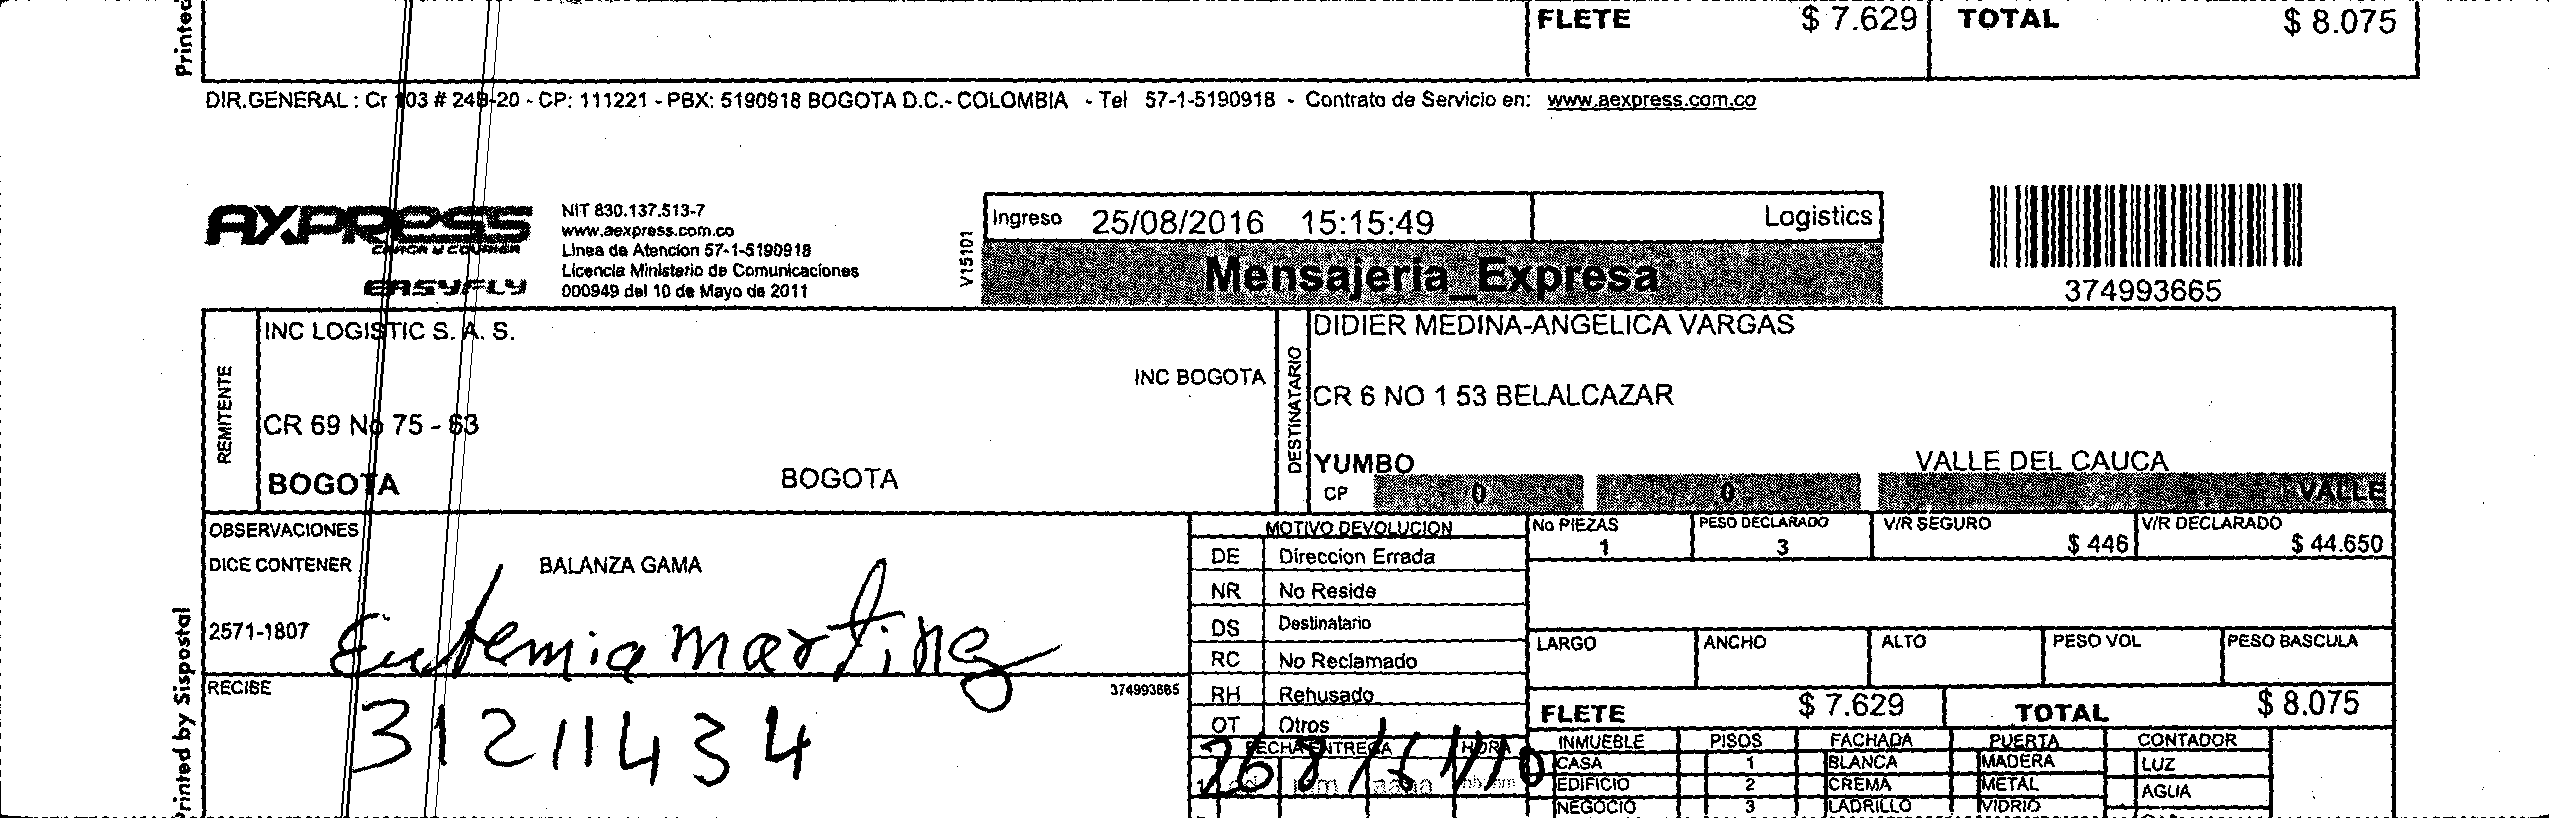 Printed
FLETE $ 7.629 TOTAL $ 8.075
DIR.GENERAL : Cr 103 # 24B-20 - CP: 111221 - PBX: 5190918 BOGOTA D.C.- COLOMBIA - Tel 57-1-5190918 - Contrato de Servicio en: www.aexpress.com.co
AXPRESS
CARGA Y COURIER
EASYFLY
NIT 830.137.513-7
www.aexpress.com.co
Linea de Atencion 57-1-5190918
Licencia Ministerio de Comunicaciones
000949 del 10 de Mayo de 2011
V15101
Ingreso 25/08/2016 15:15:49 Logistics
Mensajeria_Expresa
374993665
REMITENTE
INC LOGISTIC S. A. S.
INC BOGOTA
CR 69 No 75 - 63
BOGOTA BOGOTA
DESTINATARIO
DIDIER MEDINA-ANGELICA VARGAS
CR 6 NO 1 53 BELALCAZAR
YUMBO VALLE DEL CAUCA
CP 0 0 VALLE
OBSERVACIONES
DICE CONTENER BALANZA GAMA
2571-1807
Eufemia martinez
RECIBE 374993665
31211434
MOTIVO DEVOLUCION
DE Direccion Errada
NR No Reside
DS Destinatario
RC No Reclamado
RH Rehusado
OT Otros
FECHA ENTREGA HORA
26 8 16
No PIEZAS PESO DECLARADO V/R SEGURO V/R DECLARADO
1 3 $ 446 $ 44.650
LARGO ANCHO ALTO PESO VOL PESO BASCULA
FLETE $ 7.629 TOTAL $ 8.075
INMUEBLE PISOS FACHADA PUERTA CONTADOR
CASA 1 BLANCA MADERA LUZ
EDIFICIO 2 CREMA METAL AGUA
NEGOCIO 3 LADRILLO VIDRIO
Printed by Sispostal